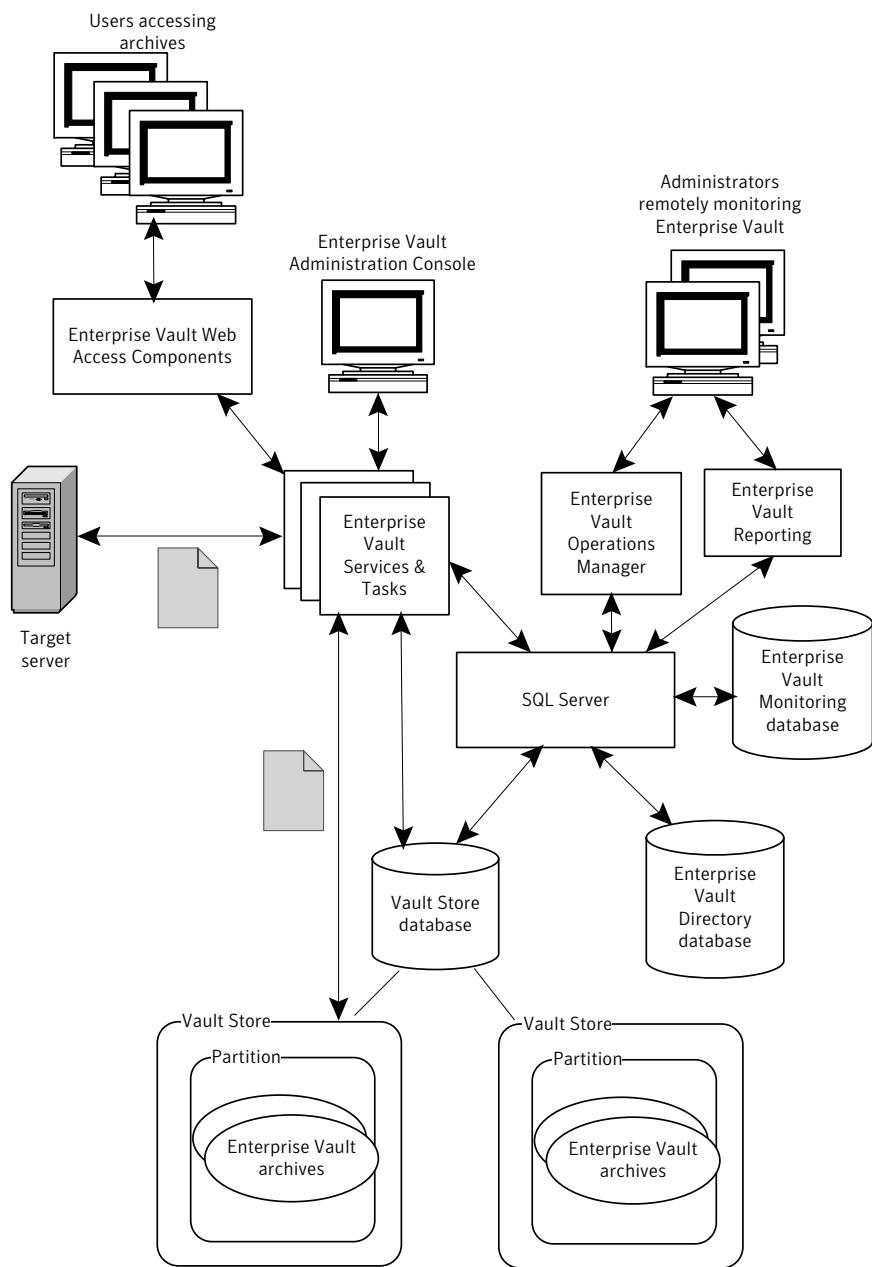 Users accessing
archives
Administrators
remotely monitoring
Enterprise Vault
Enterprise Vault
Administration Console
Enterprise Vault Web
Access Components
Enterprise
Vault
Services &
Tasks
Enterprise
Vault
Operations
Manager
Enterprise
Vault
Reporting
Target
server
SQL Server
Enterprise
Vault
Monitoring
database
Vault Store
database
Enterprise
Vault
Directory
database
Vault Store
Partition
Enterprise Vault
archives
Vault Store
Partition
Enterprise Vault
archives